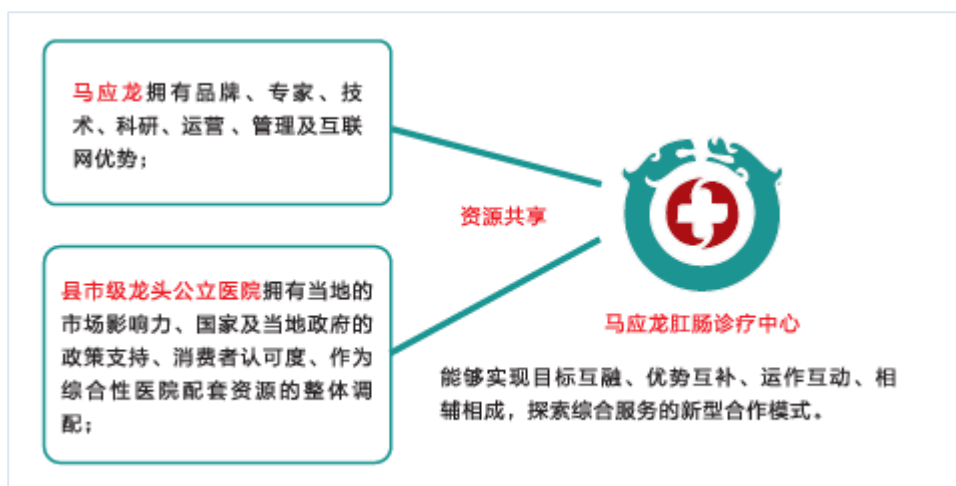 马应龙拥有品牌、专家、技
术、科研、运营、管理及互联
网优势；
资源共享
县市级龙头公立医院拥有当地的
市场影响力、国家及当地政府的
政策支持、消费者认可度、作为
综合性医院配套资源的整体调
配；
马应龙肛肠诊疗中心
能够实现目标互融、优势互补、运作互动、相
辅相成，探索综合服务的新型合作模式。